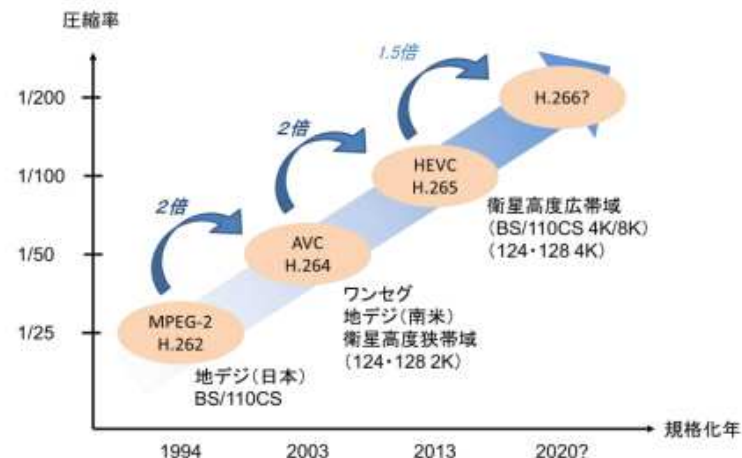 圧縮率
1/200
1/100
1/50
1/25
2倍
2倍
1.5倍
MPEG-2
H.262
地デジ(日本)
BS/110CS
AVC
H.264
ワンセグ
地デジ(南米)
衛星高度狭帯域
(124・128 2K)
HEVC
H.265
衛星高度広帯域
(BS/110CS 4K/8K)
(124・128 4K)
H.266?
1994
2003
2013
2020?
規格化年